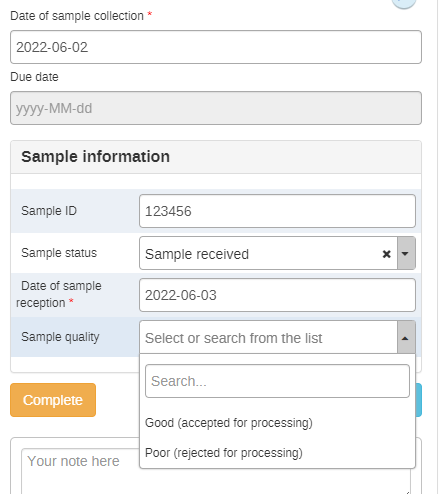 Date of sample collection *
2022-06-02
Due date
yyyy-MM-dd
Sample information
Sample ID
123456
Sample status
Sample received
Date of sample
reception *
2022-06-03
Sample quality
Select or search from the list
Search...
Good (accepted for processing)
Poor (rejected for processing)
Complete
Your note here